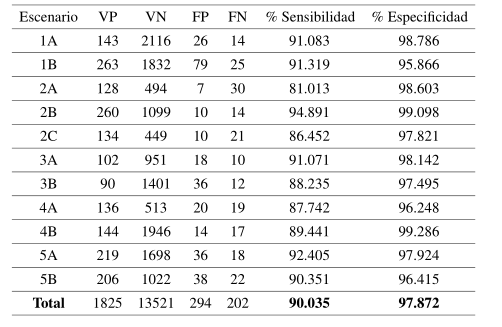 Escenario VP VN FP FN % Sensibilidad % Especificidad
1A 143 2116 26 14 91.083 98.786
1B 263 1832 79 25 91.319 95.866
2A 128 494 7 30 81.013 98.603
2B 260 1099 10 14 94.891 99.098
2C 134 449 10 21 86.452 97.821
3A 102 951 18 10 91.071 98.142
3B 90 1401 36 12 88.235 97.495
4A 136 513 20 19 87.742 96.248
4B 144 1946 14 17 89.441 99.286
5A 219 1698 36 18 92.405 97.924
5B 206 1022 38 22 90.351 96.415
Total 1825 13521 294 202 90.035 97.872